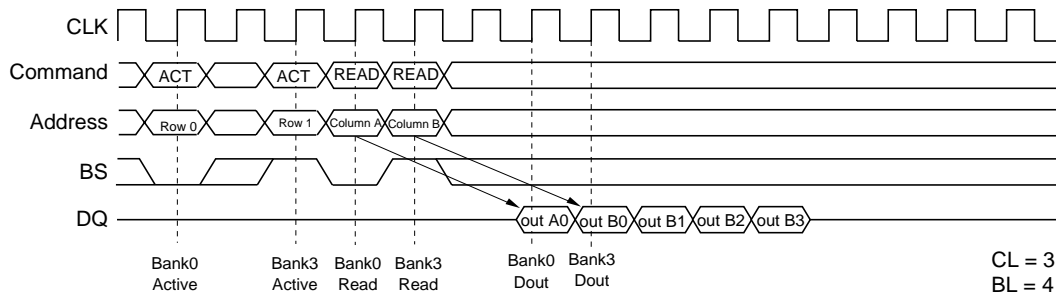 CLK
Command ACT ACT READ READ
Address Row 0 Row 1 Column A Column B
BS
DQ out A0 out B0 out B1 out B2 out B3
Bank0 Bank3 Bank0 Bank3 Bank0 Bank3
Active Active Read Read Dout Dout
CL = 3
BL = 4